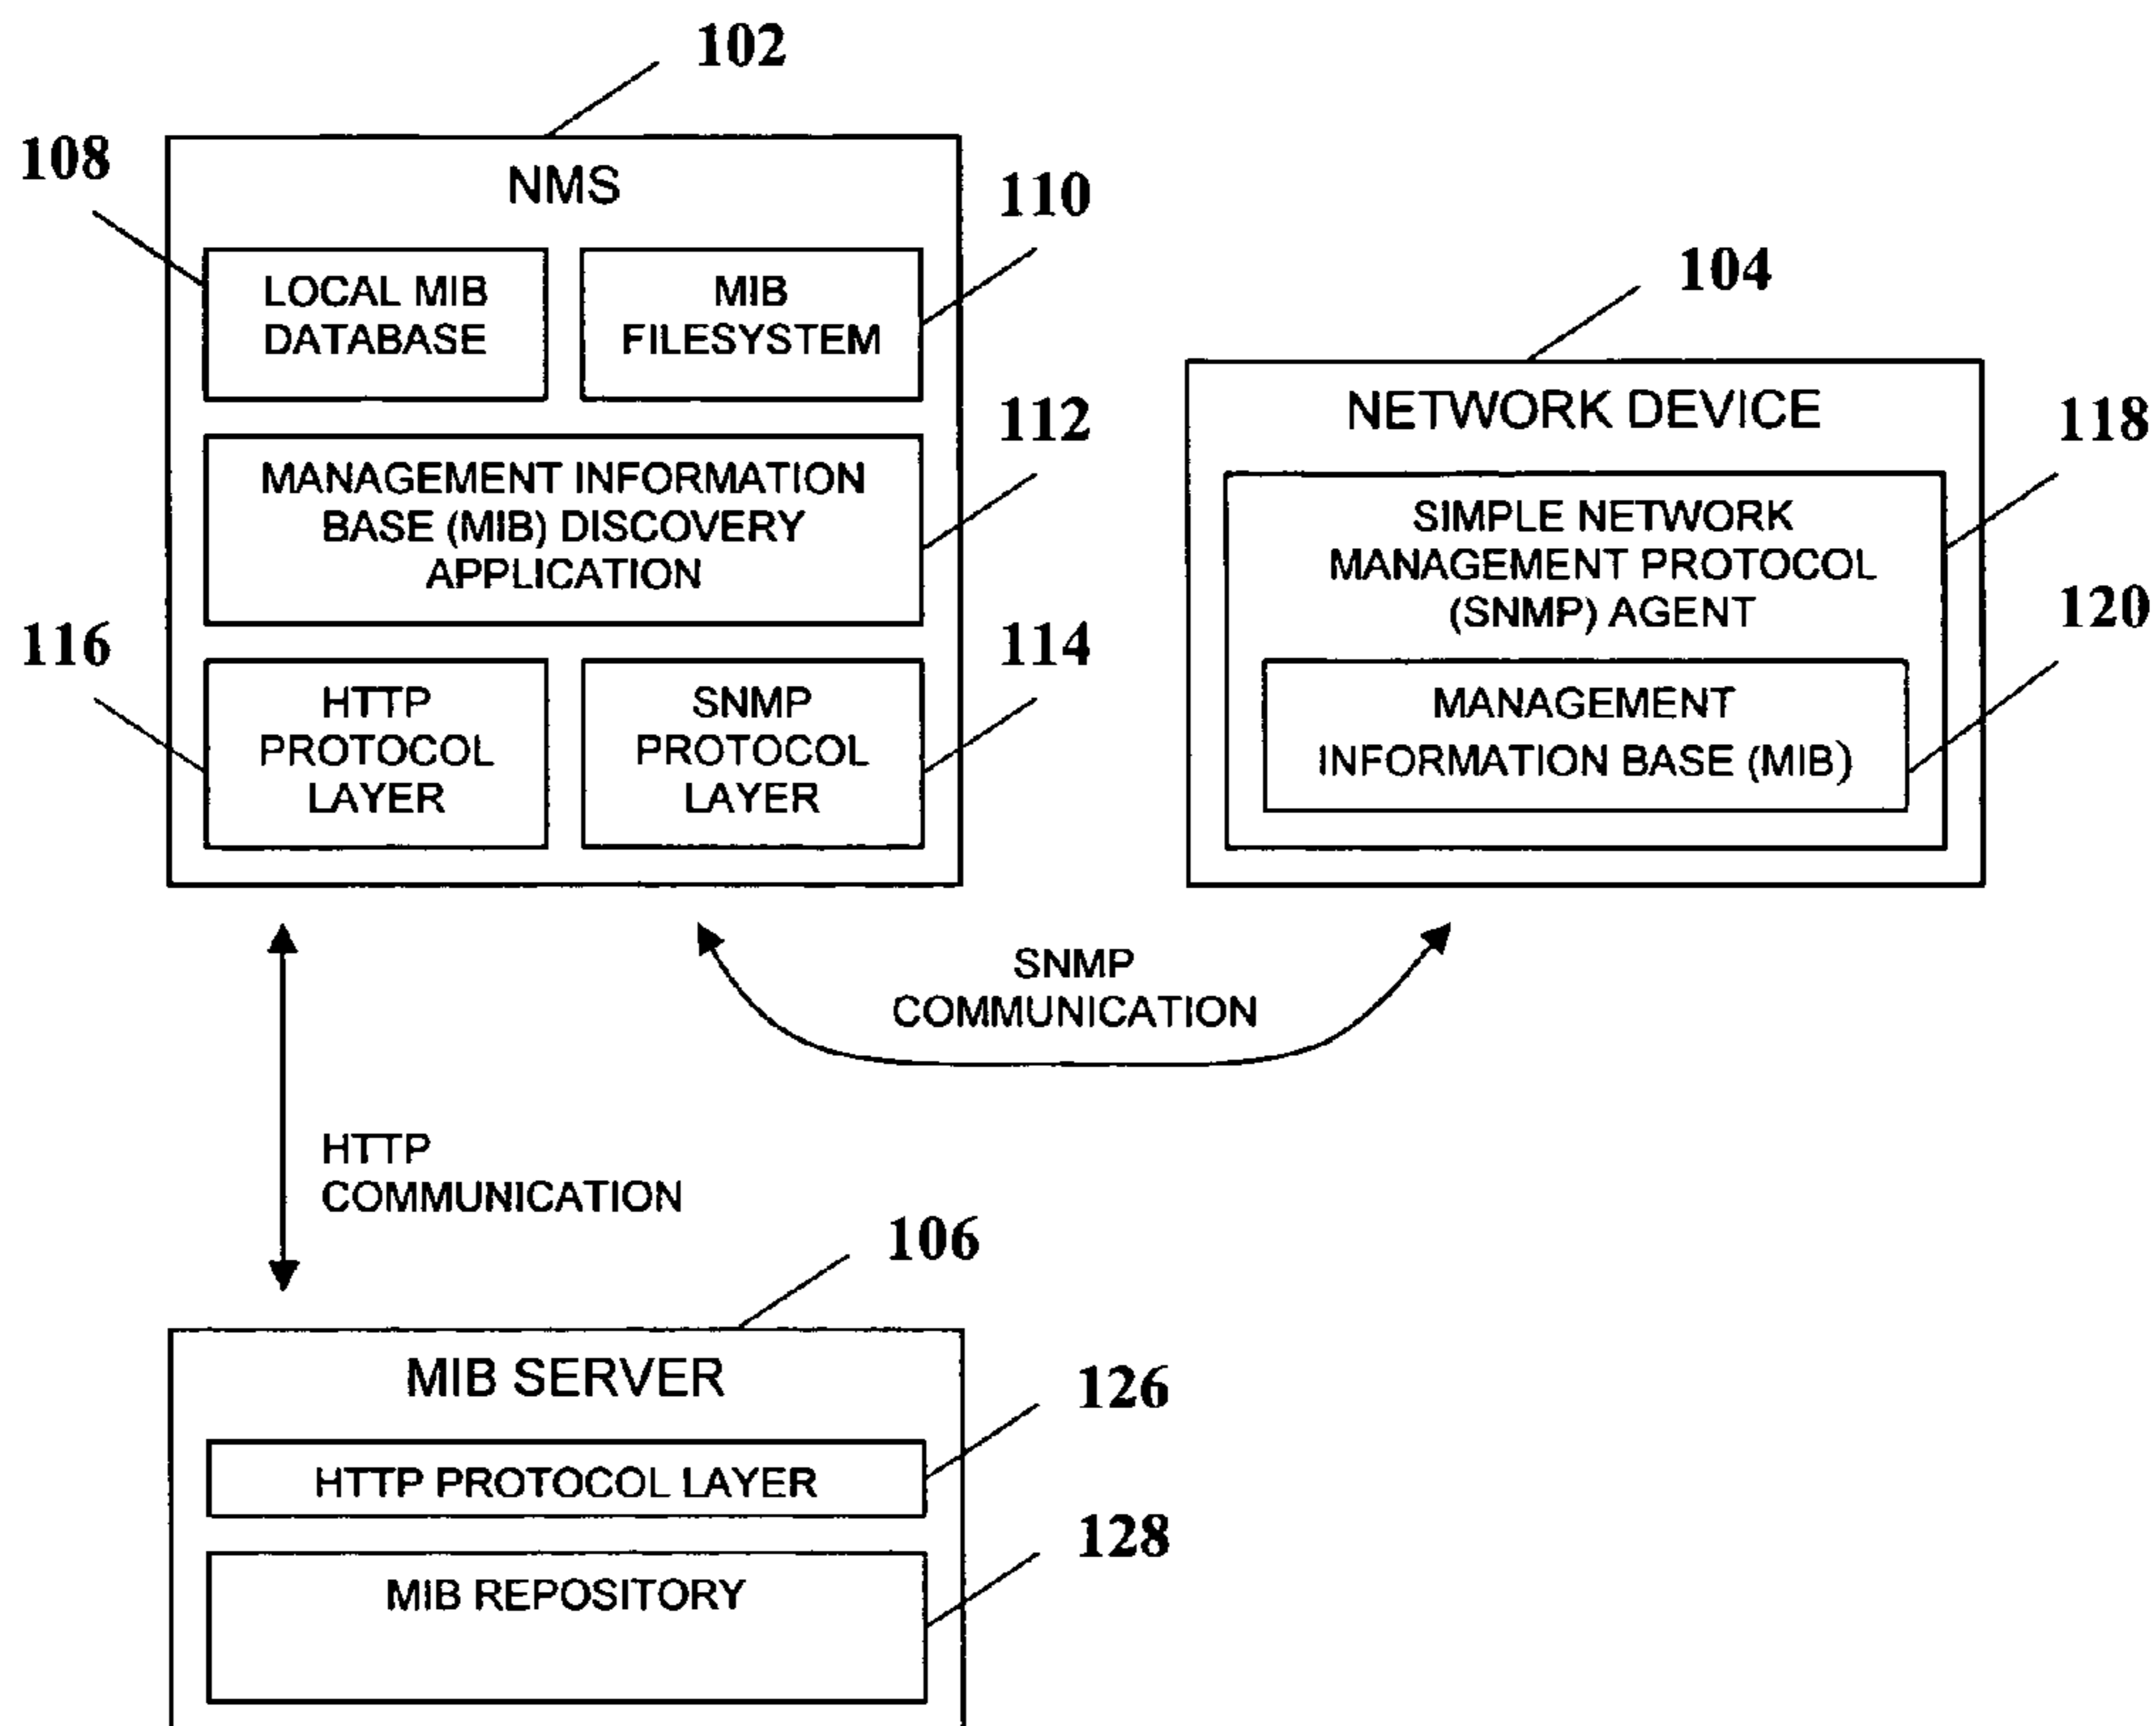 102
108
NMS
110
LOCAL MIB
DATABASE
MIB
FILESYSTEM
104
NETWORK DEVICE
112
118
MANAGEMENT INFORMATION
BASE (MIB) DISCOVERY
APPLICATION
SIMPLE NETWORK
MANAGEMENT PROTOCOL
(SNMP) AGENT
120
116
114
HTTP
PROTOCOL
LAYER
SNMP
PROTOCOL
LAYER
MANAGEMENT
INFORMATION BASE (MIB)
SNMP
COMMUNICATION
HTTP
COMMUNICATION
106
MIB SERVER
126
HTTP PROTOCOL LAYER
128
MIB REPOSITORY